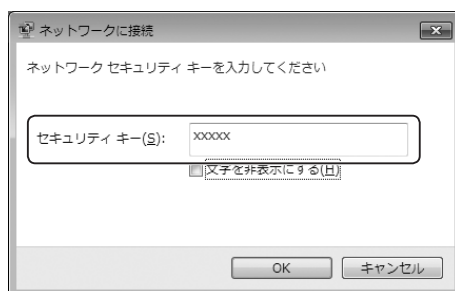 ネットワークに接続
ネットワーク セキュリティ キーを入力してください
セキュリティ キー(S): xxxxx
文字を非表示にする(H)
OK キャンセル